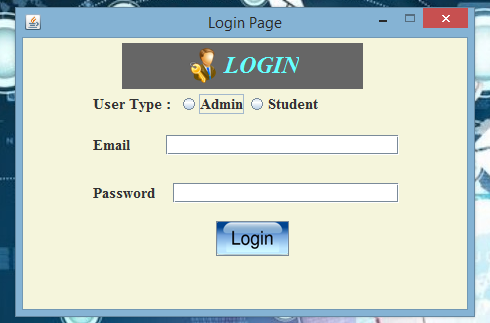 Login Page
LOGIN
User Type : Admin Student
Email
Password
Login